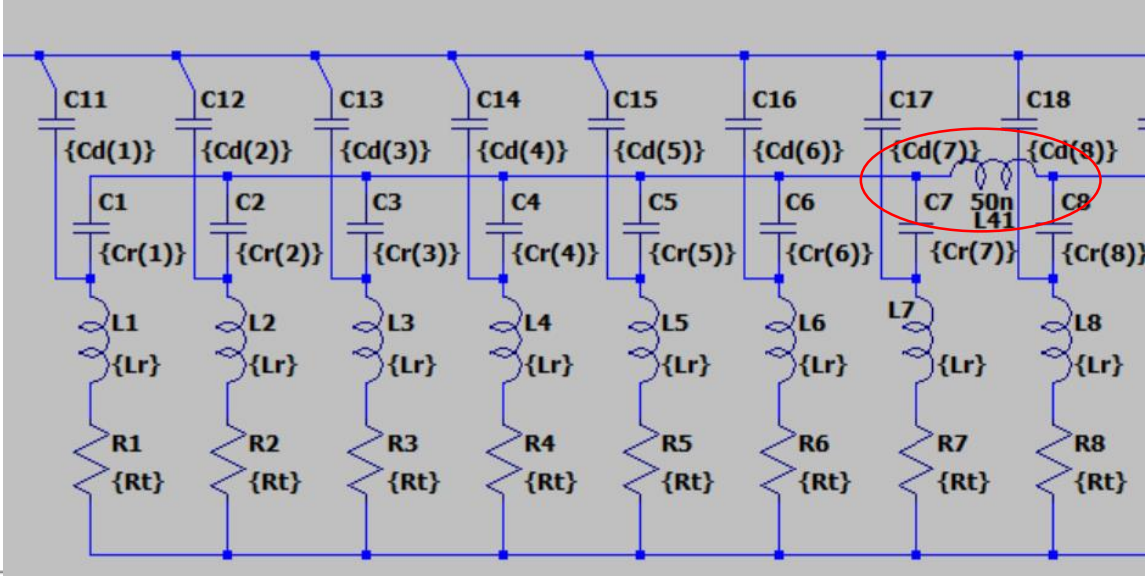 C11 C12 C13 C14 C15 C16 C17 C18
{Cd(1)} {Cd(2)} {Cd(3)} {Cd(4)} {Cd(5)} {Cd(6)} {Cd(7)} {Cd(8)}
C1 C2 C3 C4 C5 C6 C7 50n C8
L41
{Cr(1)} {Cr(2)} {Cr(3)} {Cr(4)} {Cr(5)} {Cr(6)} {Cr(7)} {Cr(8)}
L1 L2 L3 L4 L5 L6 L7 L8
{Lr} {Lr} {Lr} {Lr} {Lr} {Lr} {Lr} {Lr}
R1 R2 R3 R4 R5 R6 R7 R8
{Rt} {Rt} {Rt} {Rt} {Rt} {Rt} {Rt} {Rt}